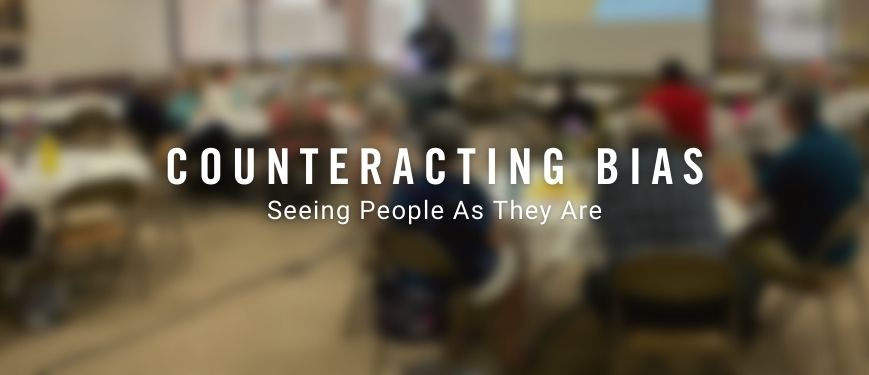 COUNTERACTING BIAS
Seeing People As They Are